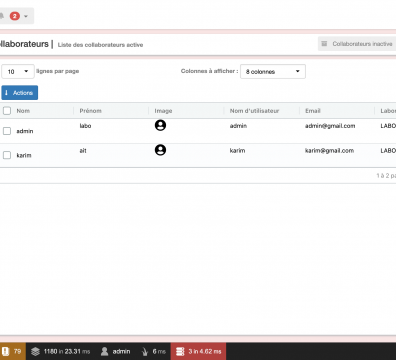 2
llaborateurs | Liste des collaborateurs active
Collaborateurs inactive
10 lignes par page
Colonnes à afficher : 8 colonnes
Actions
Nom Prénom Image Nom d'utilisateur Email Labor
admin labo admin admin@gmail.com LABO
karim ait karim karim@gmail.com LABO
1 à 2 pa
79 1180 in 23.31 ms admin 6 ms 3 in 4.62 ms